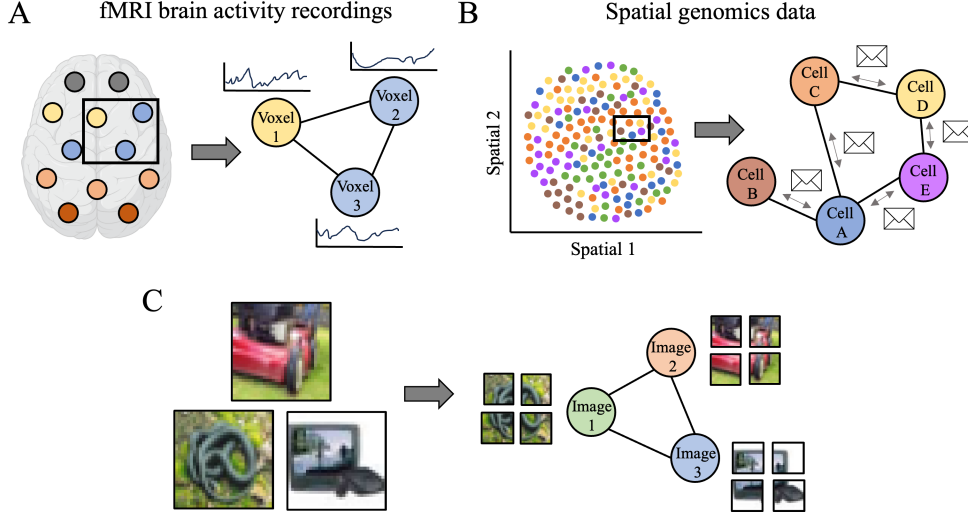 A
fMRI brain activity recordings
Voxel
1
Voxel
2
Voxel
3
B
Spatial genomics data
Spatial 2
Spatial 1
Cell
C
Cell
D
Cell
B
Cell
E
Cell
A
C
Image
1
Image
2
Image
3